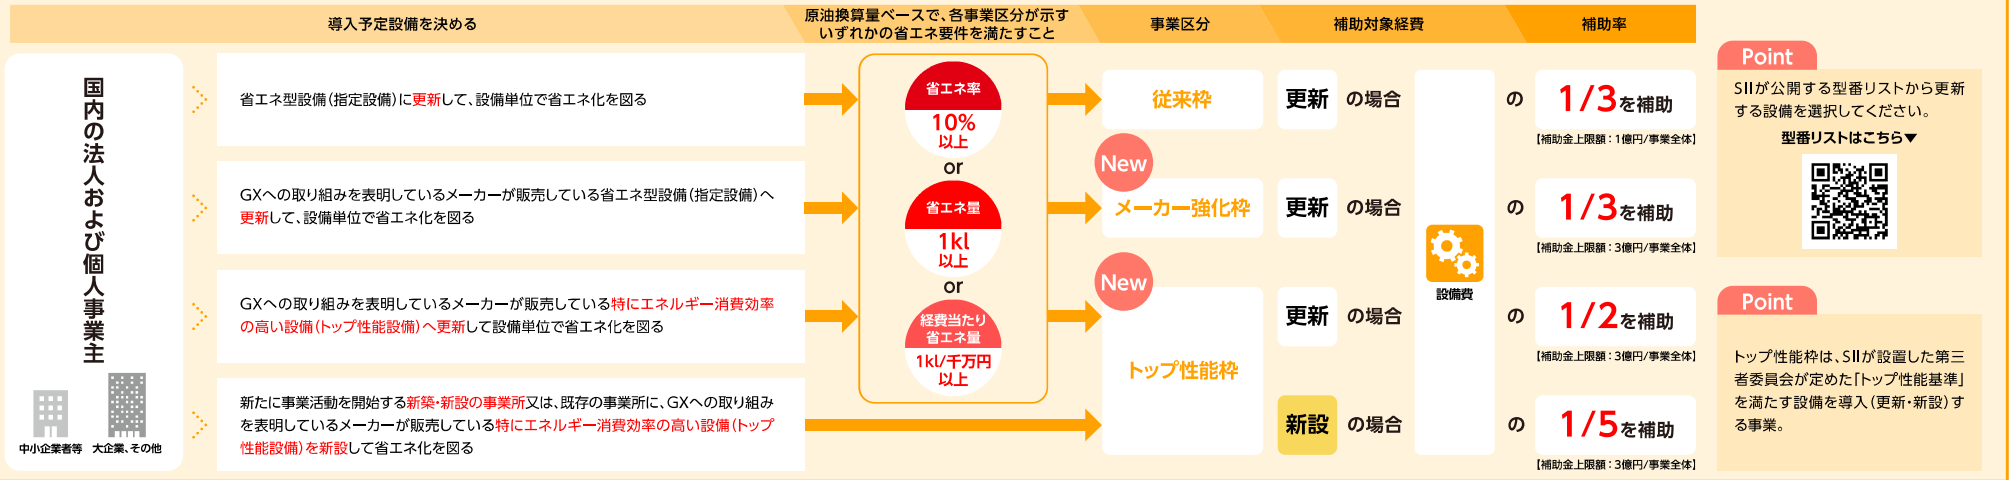 導入予定設備を決める
原油換算量ベースで、各事業区分が示す
いずれかの省エネ要件を満たすこと
事業区分
補助対象経費
補助率
国内の法人および個人事業主
中小企業者等
大企業、その他
省エネ型設備(指定設備)に更新して、設備単位で省エネ化を図る
GXへの取り組みを表明しているメーカーが販売している省エネ型設備(指定設備)へ
更新して、設備単位で省エネ化を図る
GXへの取り組みを表明しているメーカーが販売している特にエネルギー消費効率
の高い設備(トップ性能設備)へ更新して設備単位で省エネ化を図る
新たに事業活動を開始する新築・新設の事業所又は、既存の事業所に、GXへの取り組み
を表明しているメーカーが販売している特にエネルギー消費効率の高い設備(トップ
性能設備)を新設して省エネ化を図る
省エネ率
10%
以上
or
省エネ量
1kl
以上
or
経費当たり
省エネ量
1kl/千万円
以上
従来枠
New
メーカー強化枠
New
トップ性能枠
更新 の場合
更新 の場合
更新 の場合
新設 の場合
設備費
の 1/3を補助
【補助金上限額：1億円/事業全体】
の 1/3を補助
【補助金上限額：3億円/事業全体】
の 1/2を補助
【補助金上限額：3億円/事業全体】
の 1/5を補助
【補助金上限額：3億円/事業全体】
Point
SIIが公開する型番リストから更新
する設備を選択してください。
型番リストはこちら▼
Point
トップ性能枠は、SIIが設置した第三
者委員会が定めた「トップ性能基準」
を満たす設備を導入(更新・新設)す
る事業。